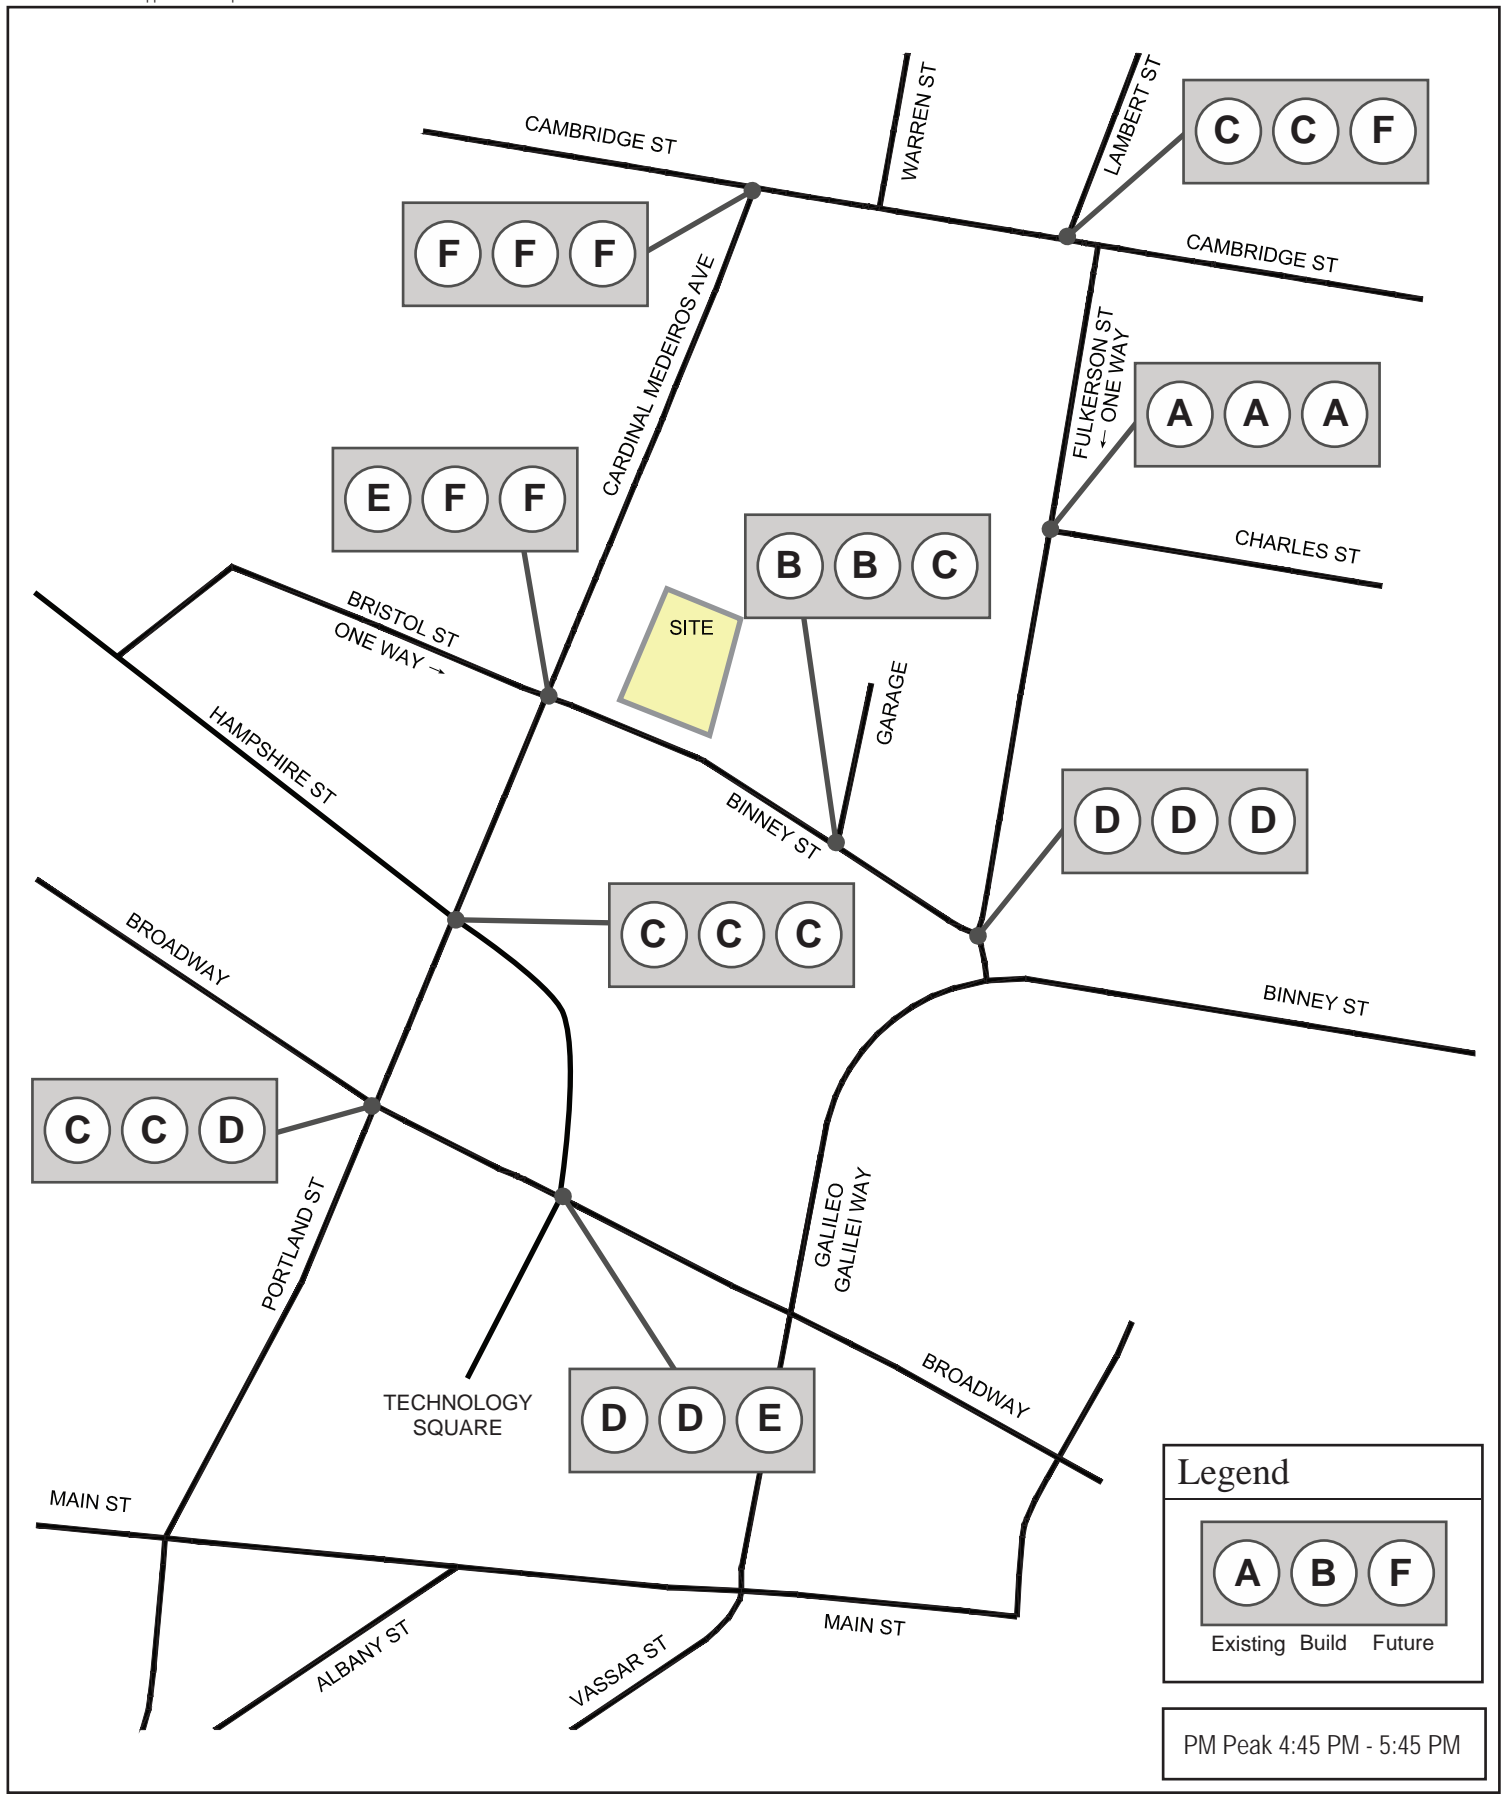 WARREN ST
LAMBERT ST
CAMBRIDGE ST
C C F
F F F
CAMBRIDGE ST
CARDINAL MEDEIROS AVE
FULKERSON ST
← ONE WAY
A A A
E F F
B B C
CHARLES ST
BRISTOL ST
ONE WAY →
SITE
GARAGE
HAMPSHIRE ST
BINNEY ST
D D D
C C C
BROADWAY
BINNEY ST
C C D
PORTLAND ST
GALILEO
GALILEI WAY
BROADWAY
TECHNOLOGY
SQUARE
D D E
MAIN ST
MAIN ST
ALBANY ST
VASSAR ST
Legend
A B F
Existing Build Future
PM Peak 4:45 PM - 5:45 PM